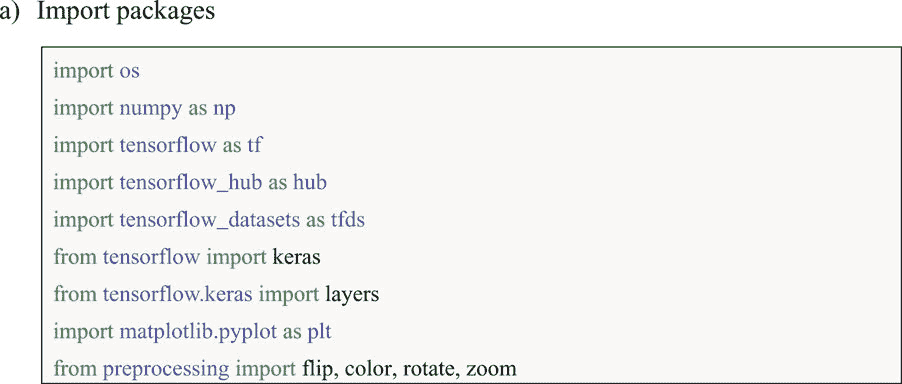 a) Import packages
import os
import numpy as np
import tensorflow as tf
import tensorflow_hub as hub
import tensorflow_datasets as tfds
from tensorflow import keras
from tensorflow.keras import layers
import matplotlib.pyplot as plt
from preprocessing import flip, color, rotate, zoom